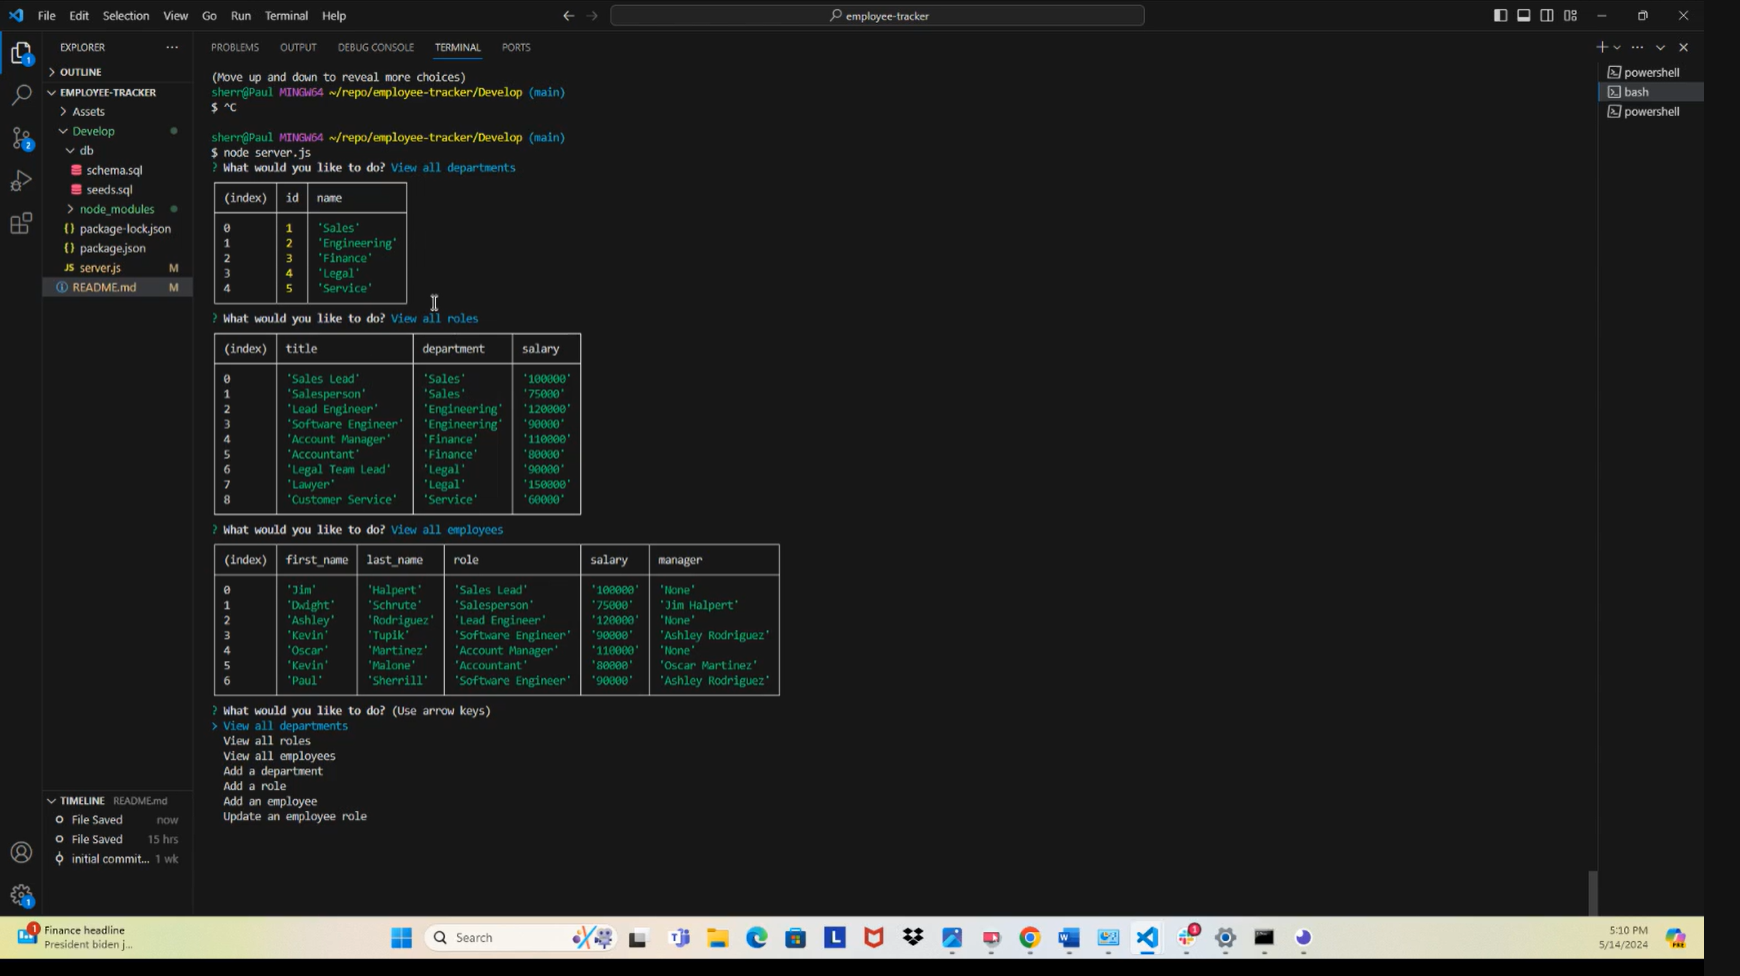 File Edit Selection View Go Run Terminal Help
employee-tracker
EXPLORER
OUTLINE
EMPLOYEE-TRACKER
Assets
Develop
db
schema.sql
seeds.sql
node_modules
package-lock.json
package.json
JS server.js M
README.md M
TIMELINE README.md
File Saved now
File Saved 15 hrs
initial commit... 1 wk
1
2
1
PROBLEMS OUTPUT DEBUG CONSOLE TERMINAL PORTS
(Move up and down to reveal more choices)
sherr@Paul MINGW64 ~/repo/employee-tracker/Develop (main)
$ ^C
sherr@Paul MINGW64 ~/repo/employee-tracker/Develop (main)
$ node server.js
? What would you like to do? View all departments
(index) id name
0 1 'Sales'
1 2 'Engineering'
2 3 'Finance'
3 4 'Legal'
4 5 'Service'
? What would you like to do? View all roles
(index) title department salary
0 'Sales Lead' 'Sales' '100000'
1 'Salesperson' 'Sales' '75000'
2 'Lead Engineer' 'Engineering' '120000'
3 'Software Engineer' 'Engineering' '90000'
4 'Account Manager' 'Finance' '110000'
5 'Accountant' 'Finance' '80000'
6 'Legal Team Lead' 'Legal' '90000'
7 'Lawyer' 'Legal' '150000'
8 'Customer Service' 'Service' '60000'
? What would you like to do? View all employees
(index) first_name last_name role salary manager
0 'Jim' 'Halpert' 'Sales Lead' '100000' 'None'
1 'Dwight' 'Schrute' 'Salesperson' '75000' 'Jim Halpert'
2 'Ashley' 'Rodriguez' 'Lead Engineer' '120000' 'None'
3 'Kevin' 'Tupik' 'Software Engineer' '90000' 'Ashley Rodriguez'
4 'Oscar' 'Martinez' 'Account Manager' '110000' 'None'
5 'Kevin' 'Malone' 'Accountant' '80000' 'Oscar Martinez'
6 'Paul' 'Sherrill' 'Software Engineer' '90000' 'Ashley Rodriguez'
? What would you like to do? (Use arrow keys)
> View all departments
View all roles
View all employees
Add a department
Add a role
Add an employee
Update an employee role
powershell
bash
powershell
1
Finance headline
President biden j...
Search
L
W
1
5:10 PM
5/14/2024
PRE